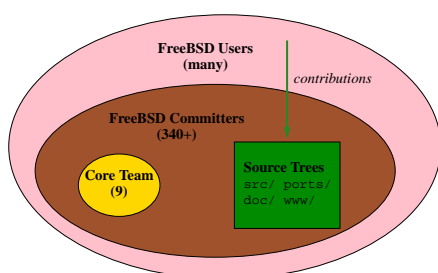 FreeBSD Users
(many)
contributions
FreeBSD Committers
(340+)
Core Team
(9)
Source Trees
src/ ports/
doc/ www/